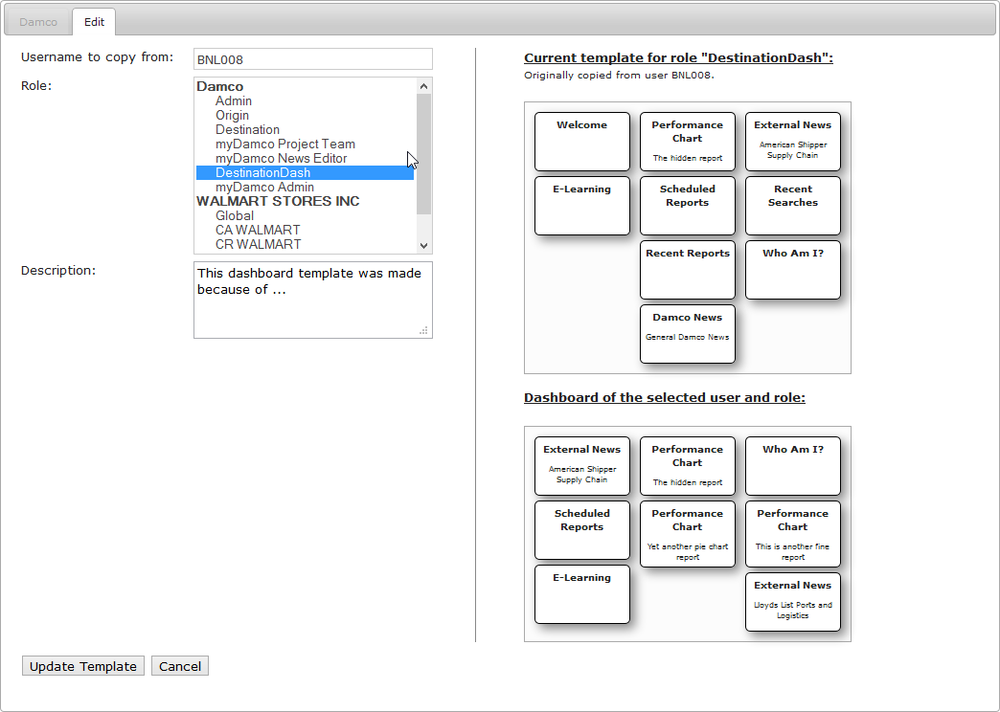 Damco
Edit
Username to copy from:
BNL008
Role:
Damco
Admin
Origin
Destination
myDamco Project Team
myDamco News Editor
DestinationDash
myDamco Admin
WALMART STORES INC
Global
CA WALMART
CR WALMART
Description:
This dashboard template was made
because of ...
Current template for role "DestinationDash":
Originally copied from user BNL008.
Welcome
Performance
Chart
The hidden report
External News
American Shipper
Supply Chain
E-Learning
Scheduled
Reports
Recent
Searches
Recent Reports
Who Am I?
Damco News
General Damco News
Dashboard of the selected user and role:
External News
American Shipper
Supply Chain
Performance
Chart
The hidden report
Who Am I?
Scheduled
Reports
Performance
Chart
Yet another pie chart
report
Performance
Chart
This is another fine
report
E-Learning
External News
Lloyds List Ports and
Logistics
Update Template
Cancel